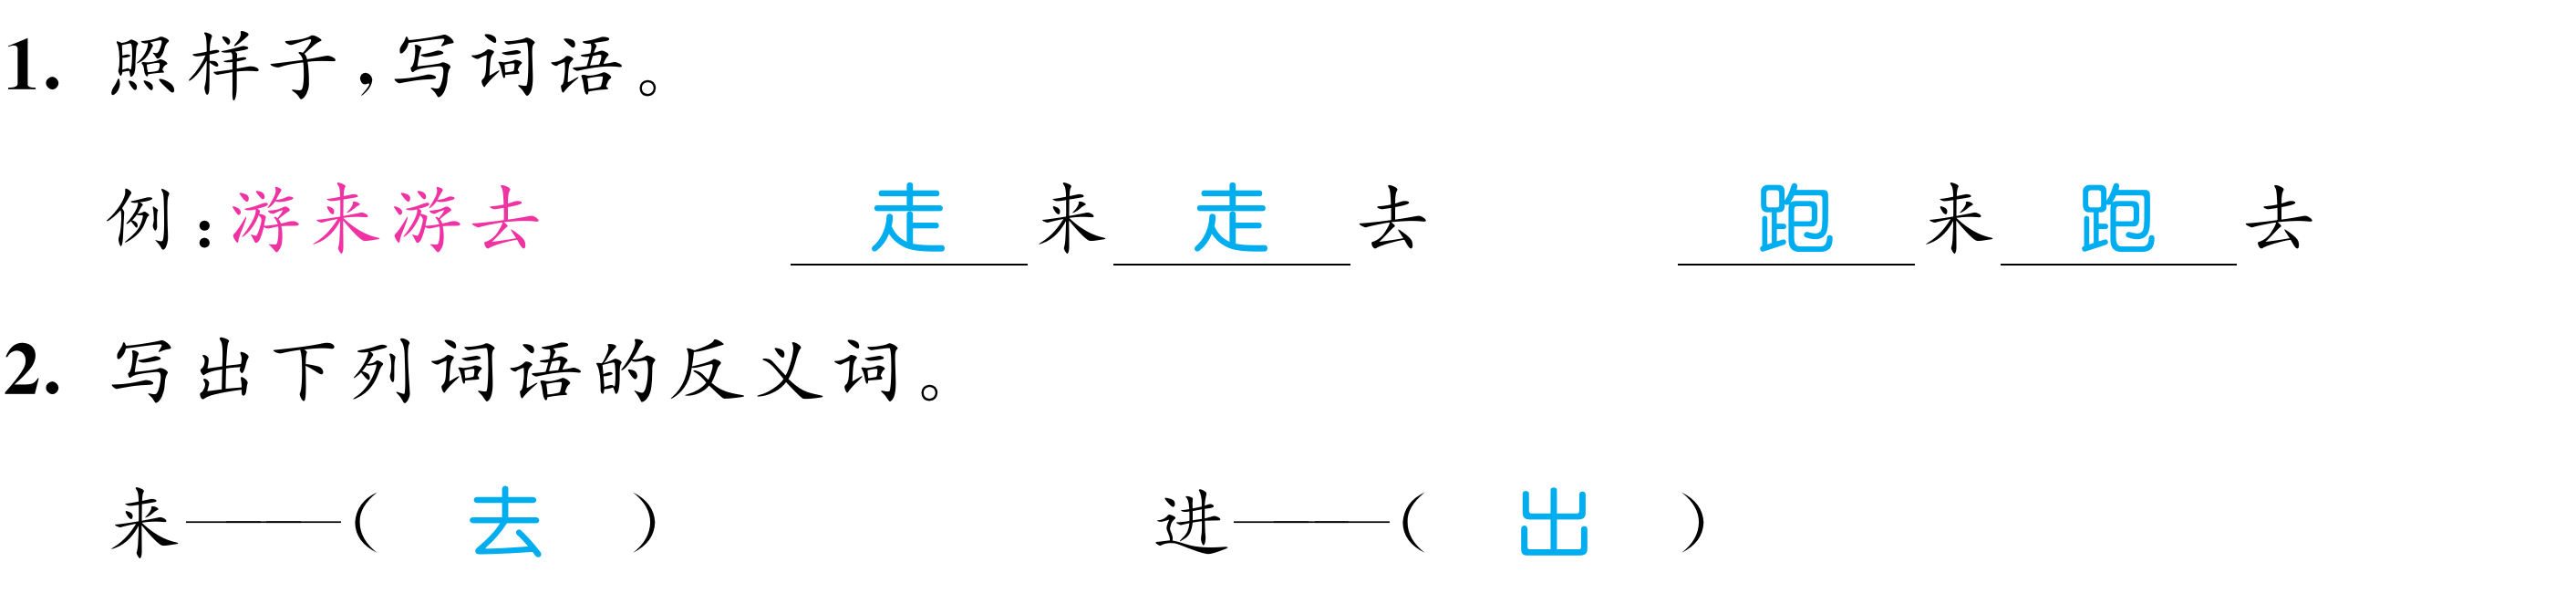 1. 照样子,写词语。
例:游来游去 走来走去 跑来跑去
2. 写出下列词语的反义词。
来——( 去 ) 进——( 出 )